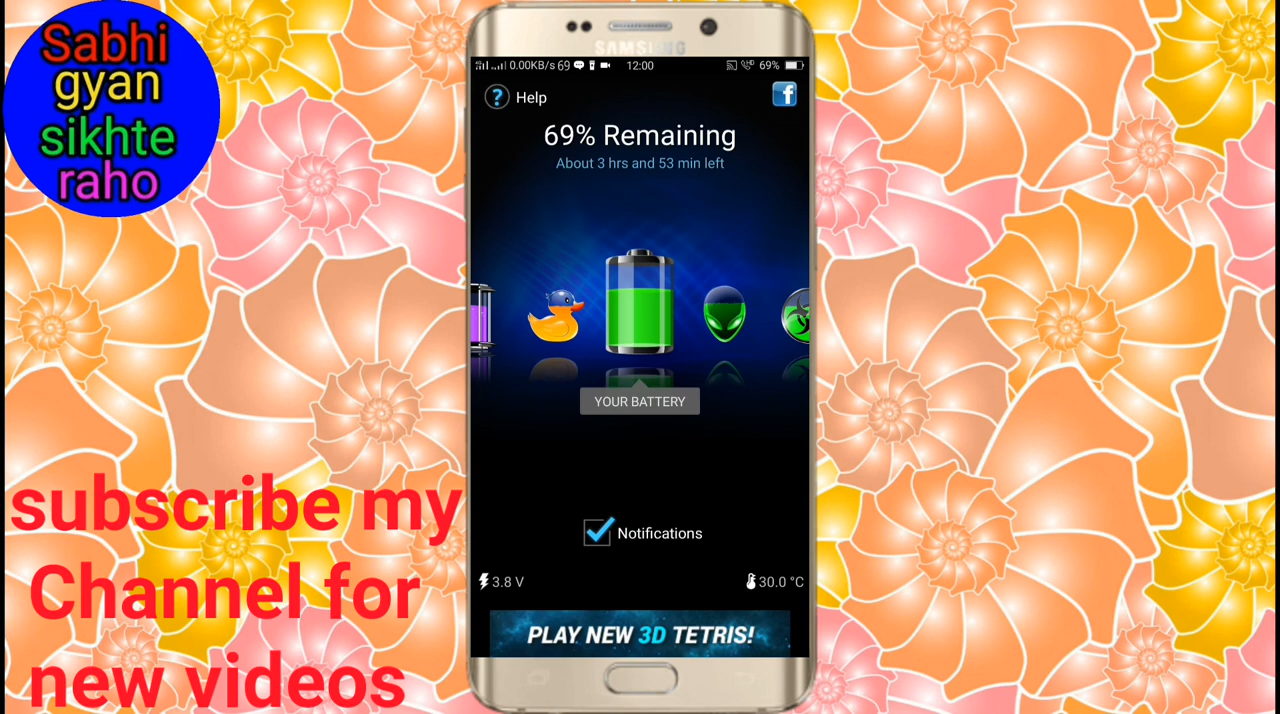 Sabhi
gyan
sikhte
raho
subscribe my
Channel for
new videos
SAMSUNG
0.00KB/s 69 12:00 69%
? Help f
69% Remaining
About 3 hrs and 53 min left
YOUR BATTERY
Notifications
3.8 V 30.0 °C
PLAY NEW 3D TETRIS!